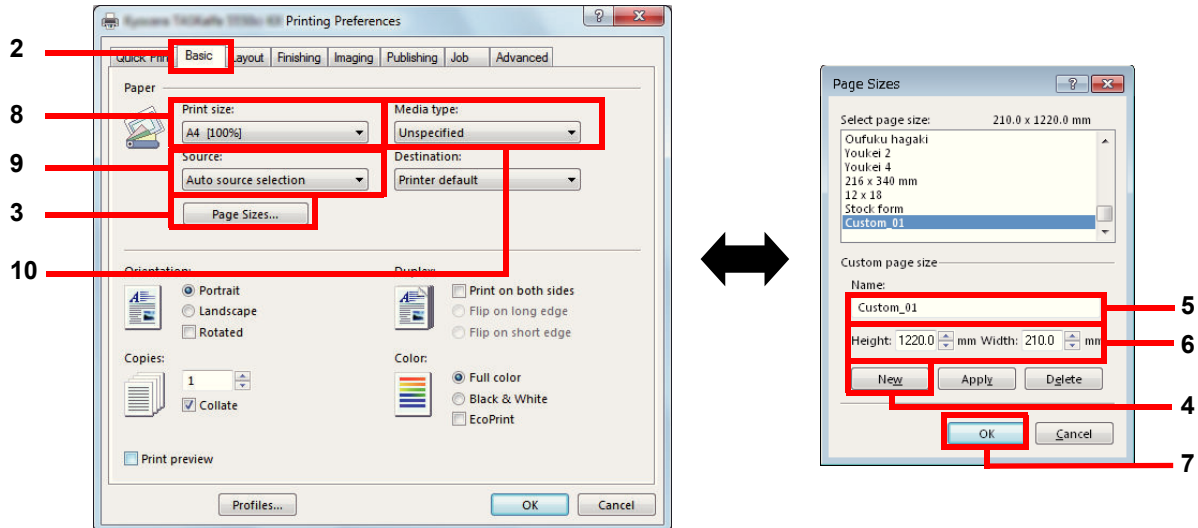 Printing Preferences
2
Basic Layout Finishing Imaging Publishing Job Advanced
Paper
8
Print size: Media type:
A4 [100%] Unspecified
9
Source: Destination:
Auto source selection Printer default
3
Page Sizes...
10
Orientation: Duplex:
Portrait Print on both sides
Landscape Flip on long edge
Rotated Flip on short edge
Copies: Color:
1 Full color
Collate Black & White
EcoPrint
Print preview
Profiles... OK Cancel
Page Sizes
Select page size: 210.0 x 1220.0 mm
Oufuku hagaki
Youkei 2
Youkei 4
216 x 340 mm
12 x 18
Stock form
Custom_01
Custom page size
Name:
Custom_01 5
Height: 1220.0 mm Width: 210.0 mm 6
New Apply Delete
4
OK Cancel
7